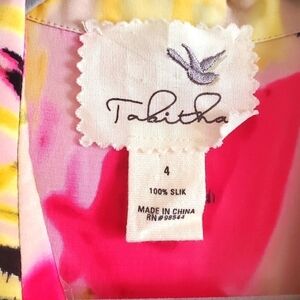 Tabitha
4
100% SLIK
MADE IN CHINA
RN# 98544